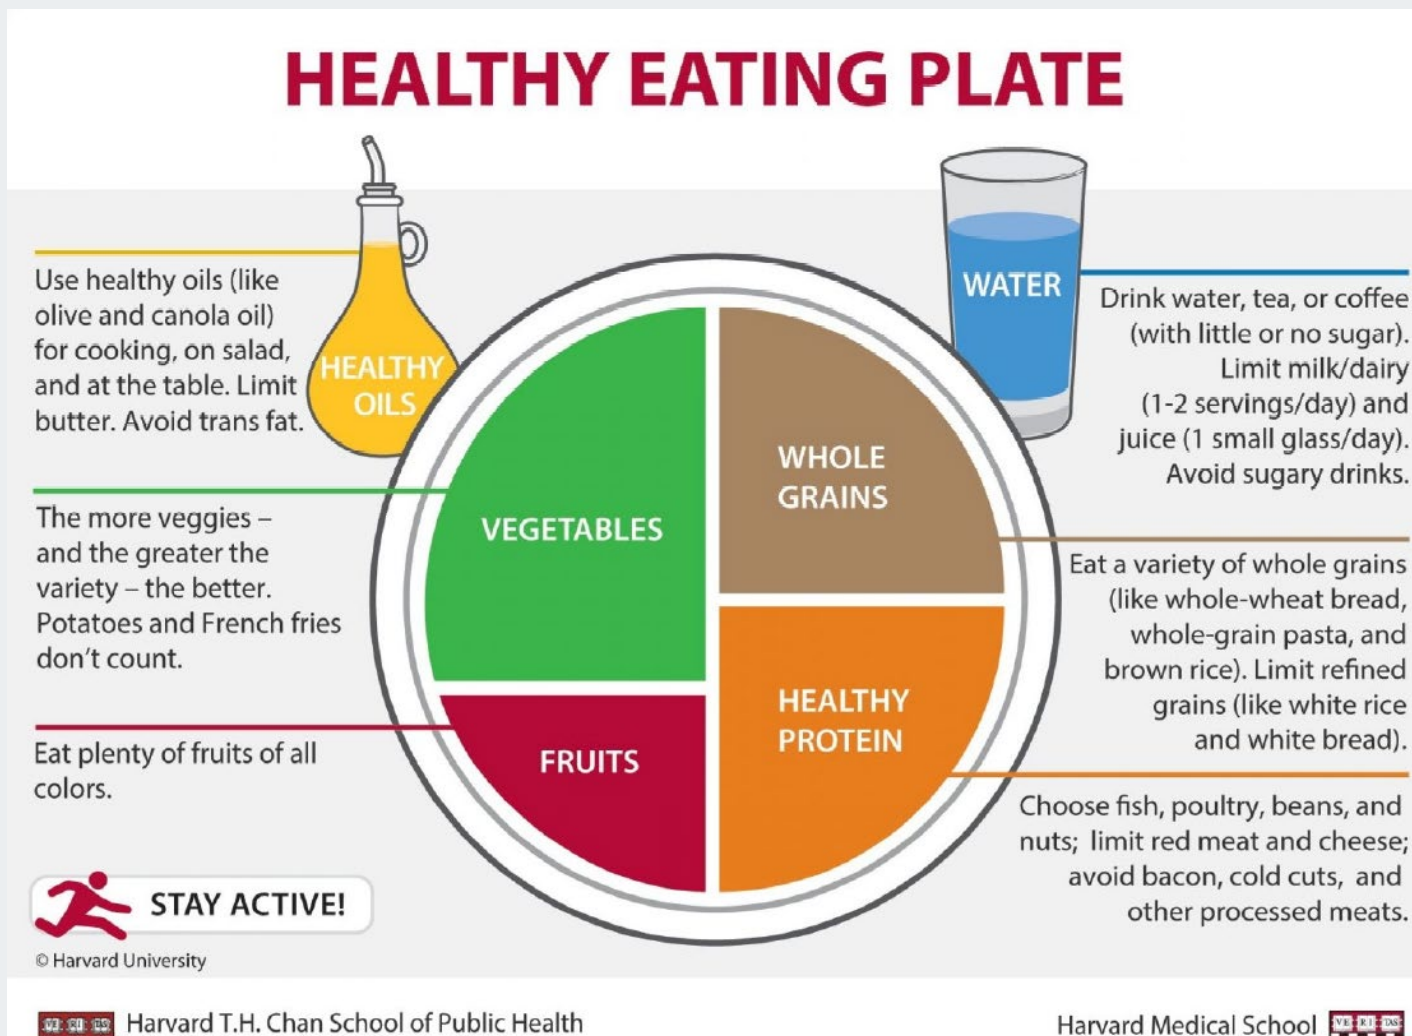 HEALTHY EATING PLATE
Use healthy oils (like
olive and canola oil)
for cooking, on salad,
and at the table. Limit
butter. Avoid trans fat.
HEALTHY
OILS
The more veggies –
and the greater the
variety – the better.
Potatoes and French fries
don't count.
Eat plenty of fruits of all
colors.
VEGETABLES
FRUITS
WHOLE
GRAINS
HEALTHY
PROTEIN
WATER
Drink water, tea, or coffee
(with little or no sugar).
Limit milk/dairy
(1-2 servings/day) and
juice (1 small glass/day).
Avoid sugary drinks.
Eat a variety of whole grains
(like whole-wheat bread,
whole-grain pasta, and
brown rice). Limit refined
grains (like white rice
and white bread).
Choose fish, poultry, beans, and
nuts; limit red meat and cheese;
avoid bacon, cold cuts, and
other processed meats.
STAY ACTIVE!
© Harvard University
VE RI TAS
Harvard T.H. Chan School of Public Health
Harvard Medical School
VE RI TAS